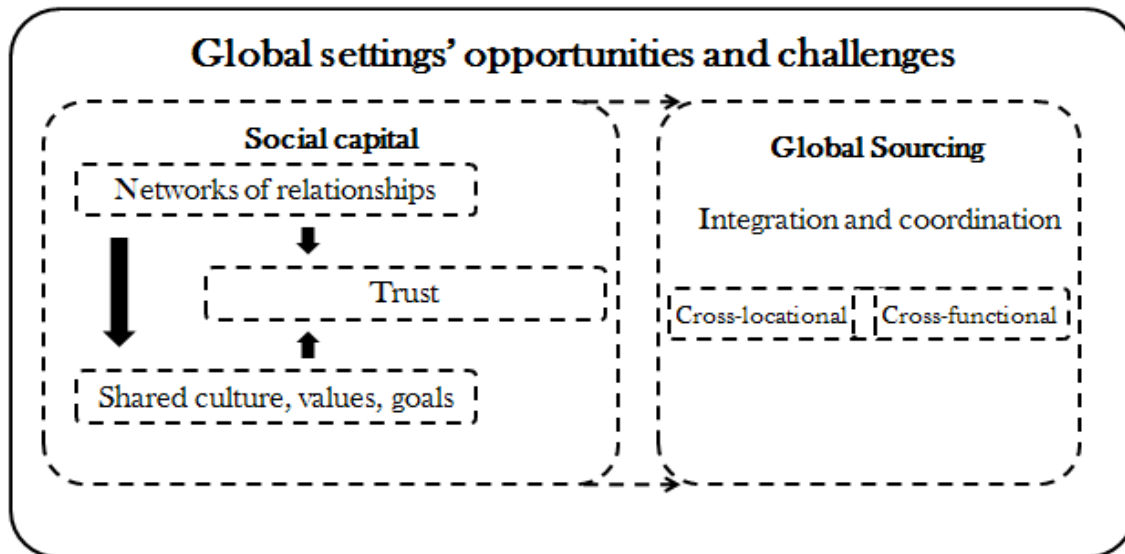 Global settings' opportunities and challenges
Social capital
Networks of relationships
Trust
Shared culture, values, goals
Global Sourcing
Integration and coordination
Cross-locational
Cross-functional